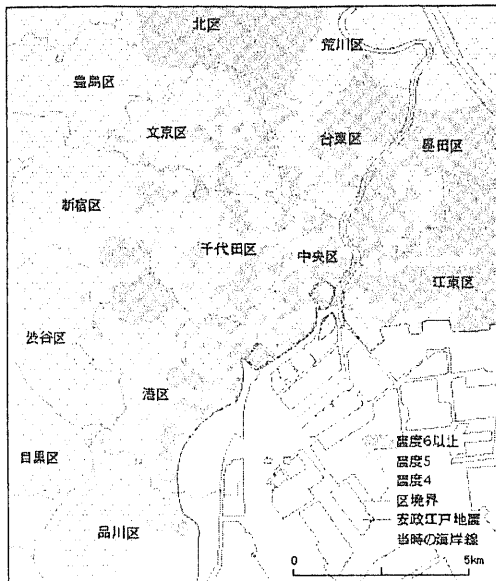 北区
荒川区
豊島区
文京区
台東区
墨田区
新宿区
千代田区
中央区
江東区
渋谷区
港区
目黒区
品川区
震度6以上
震度5
震度4
区境界
安政江戸地震
当時の海岸線
0 5km